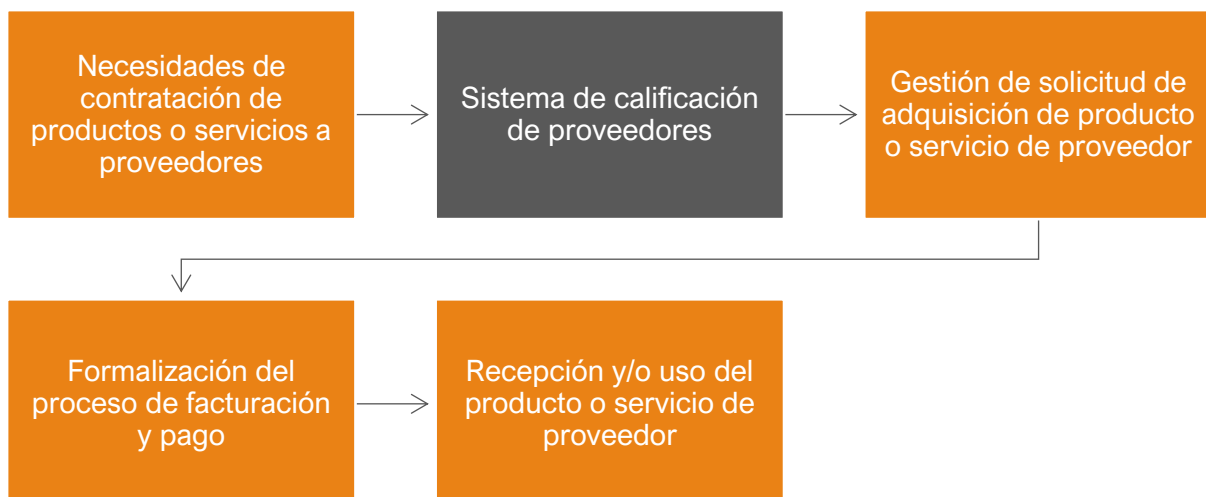 Necesidades de
contratación de
productos o servicios a
proveedores
Sistema de calificación
de proveedores
Gestión de solicitud de
adquisición de producto
o servicio de proveedor
Formalización del
proceso de facturación
y pago
Recepción y/o uso del
producto o servicio de
proveedor